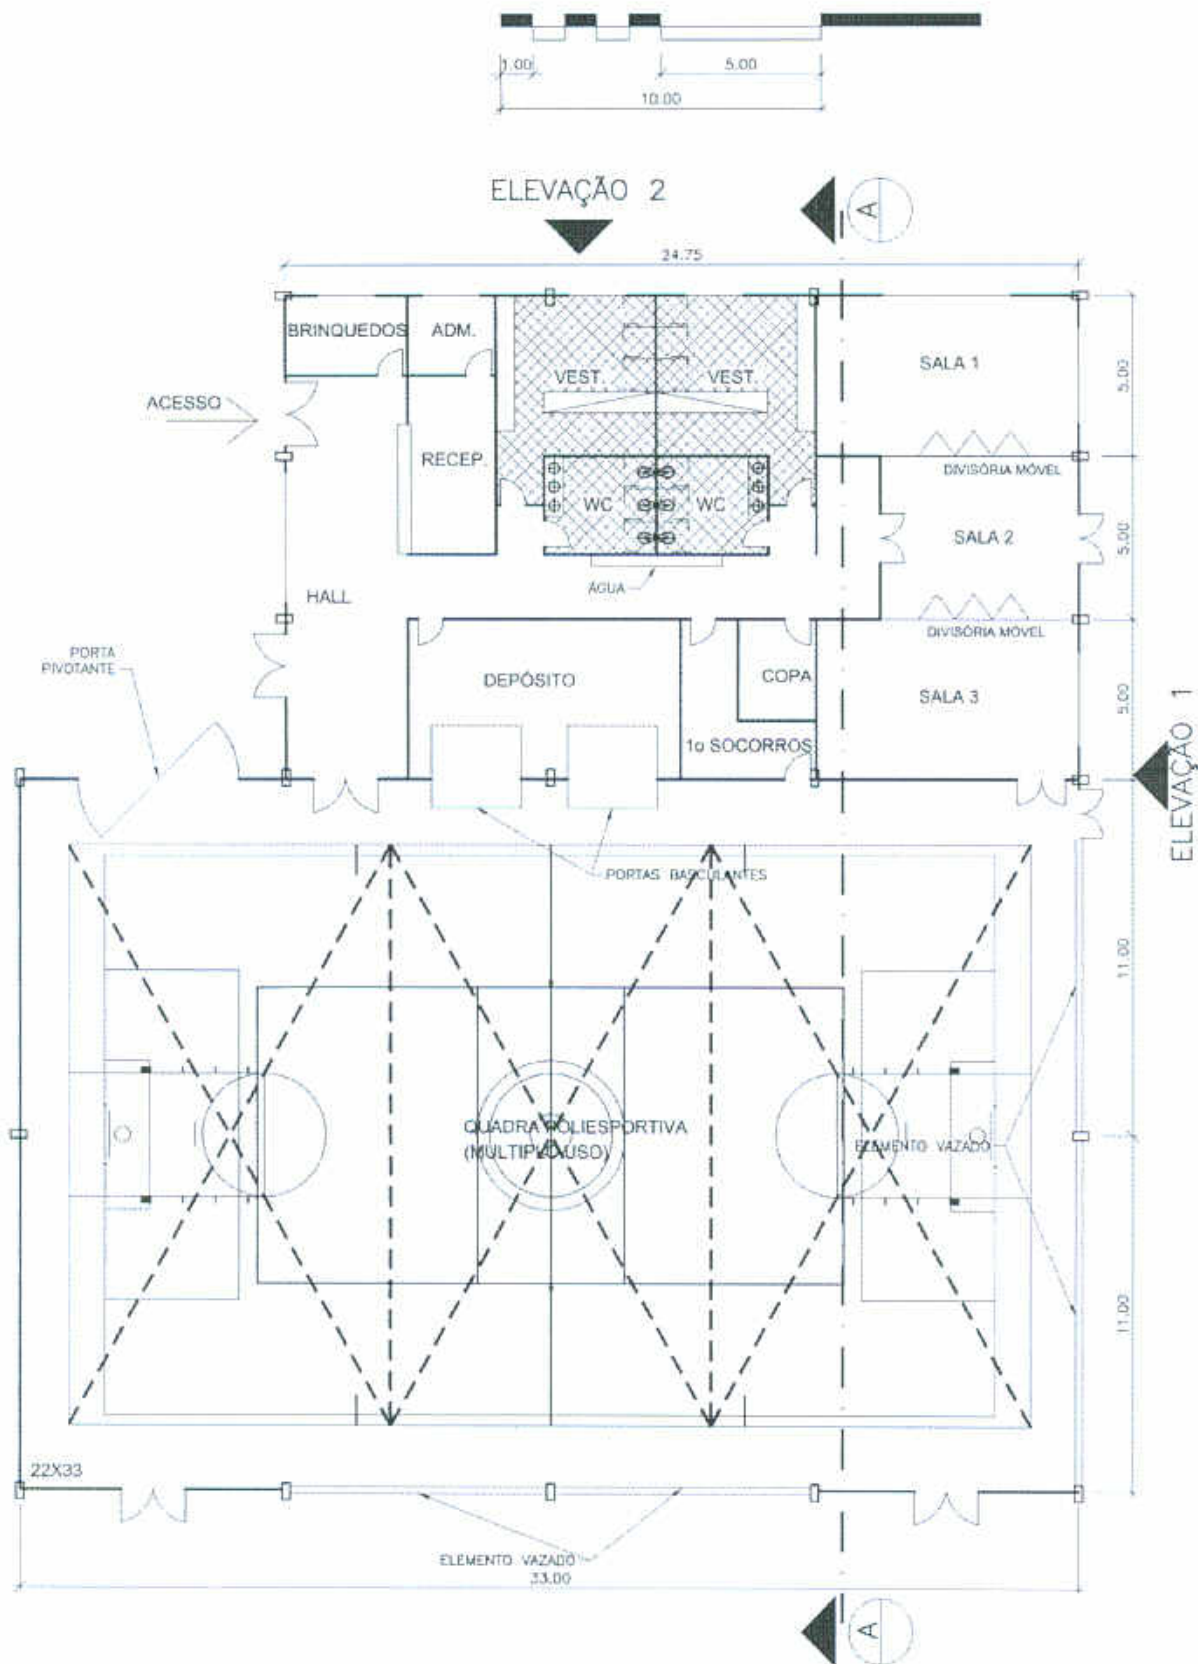 1.00
5.00
10.00
ELEVAÇÃO 2
A
24.75
BRINQUEDOS
ADM.
VEST.
VEST.
SALA 1
5.00
ACESSO
RECEP.
DIVISÓRIA MÓVEL
WC
WC
SALA 2
5.00
ÁGUA
HALL
DIVISÓRIA MÓVEL
PORTA
PIVOTANTE
DEPÓSITO
COPA
SALA 3
5.00
1o SOCORROS
ELEVAÇÃO 1
PORTAS BASCULANTES
11.00
QUADRA POLIESPORTIVA
(MULTIPLO USO)
ELEMENTO VAZADO
11.00
22X33
ELEMENTO VAZADO
33.00
A